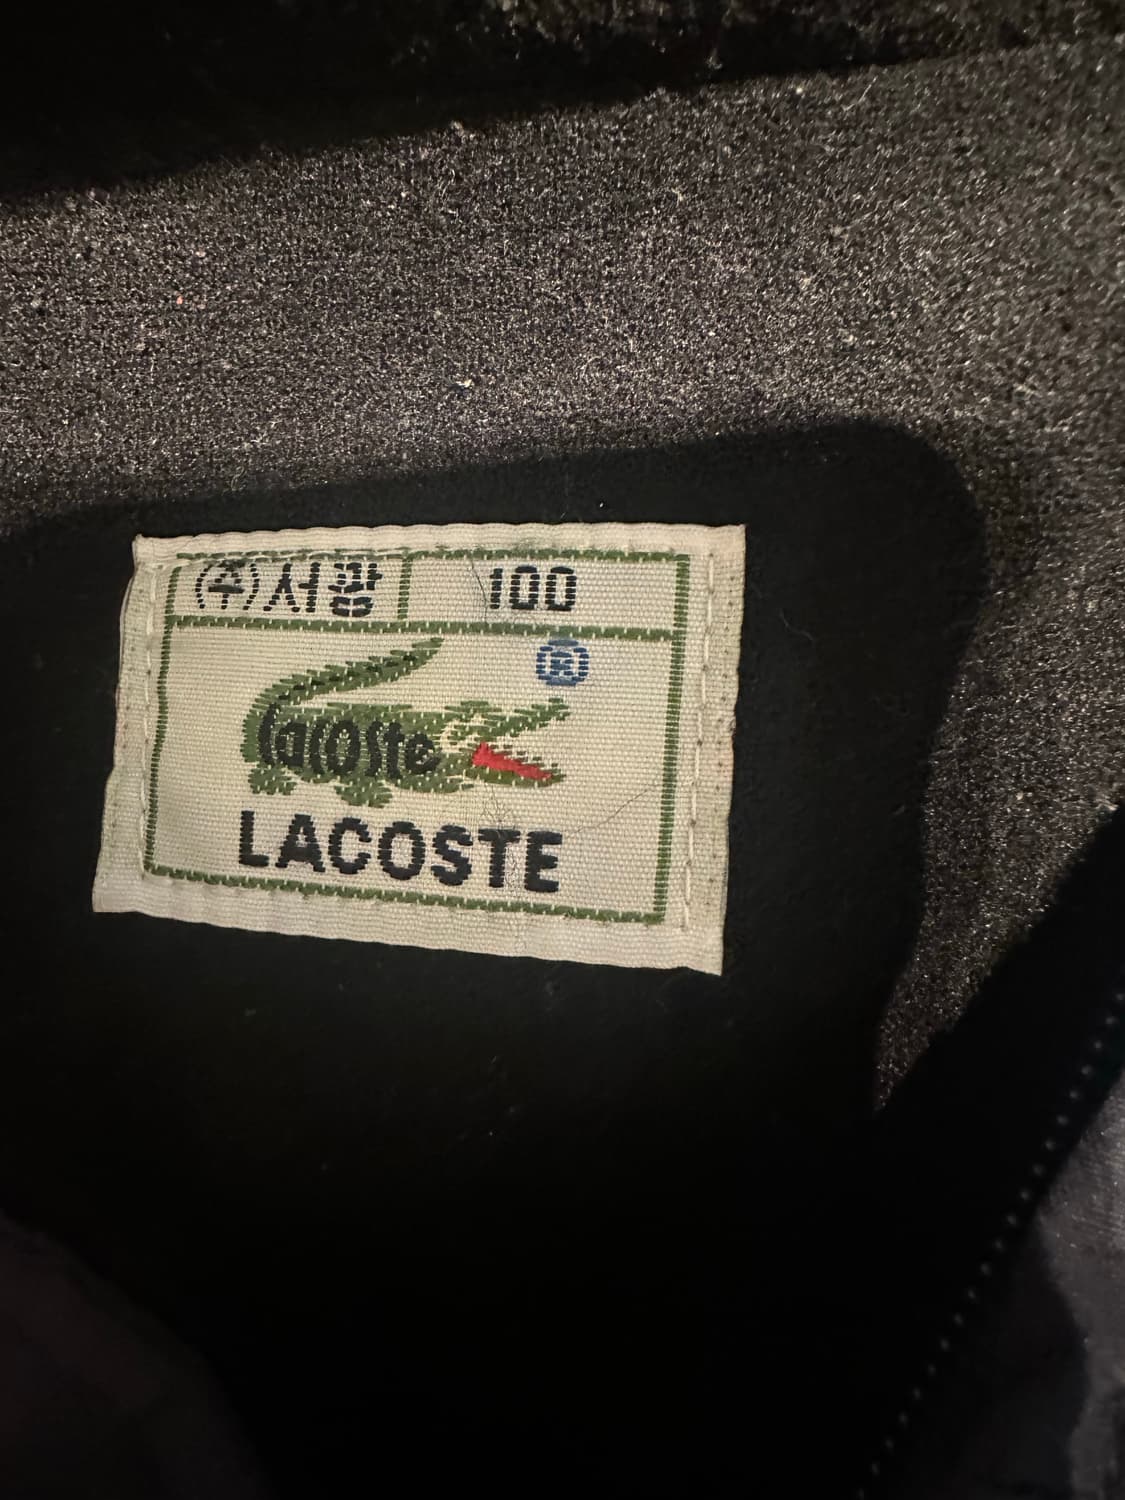 (주)서광
100
®
Lacoste
LACOSTE